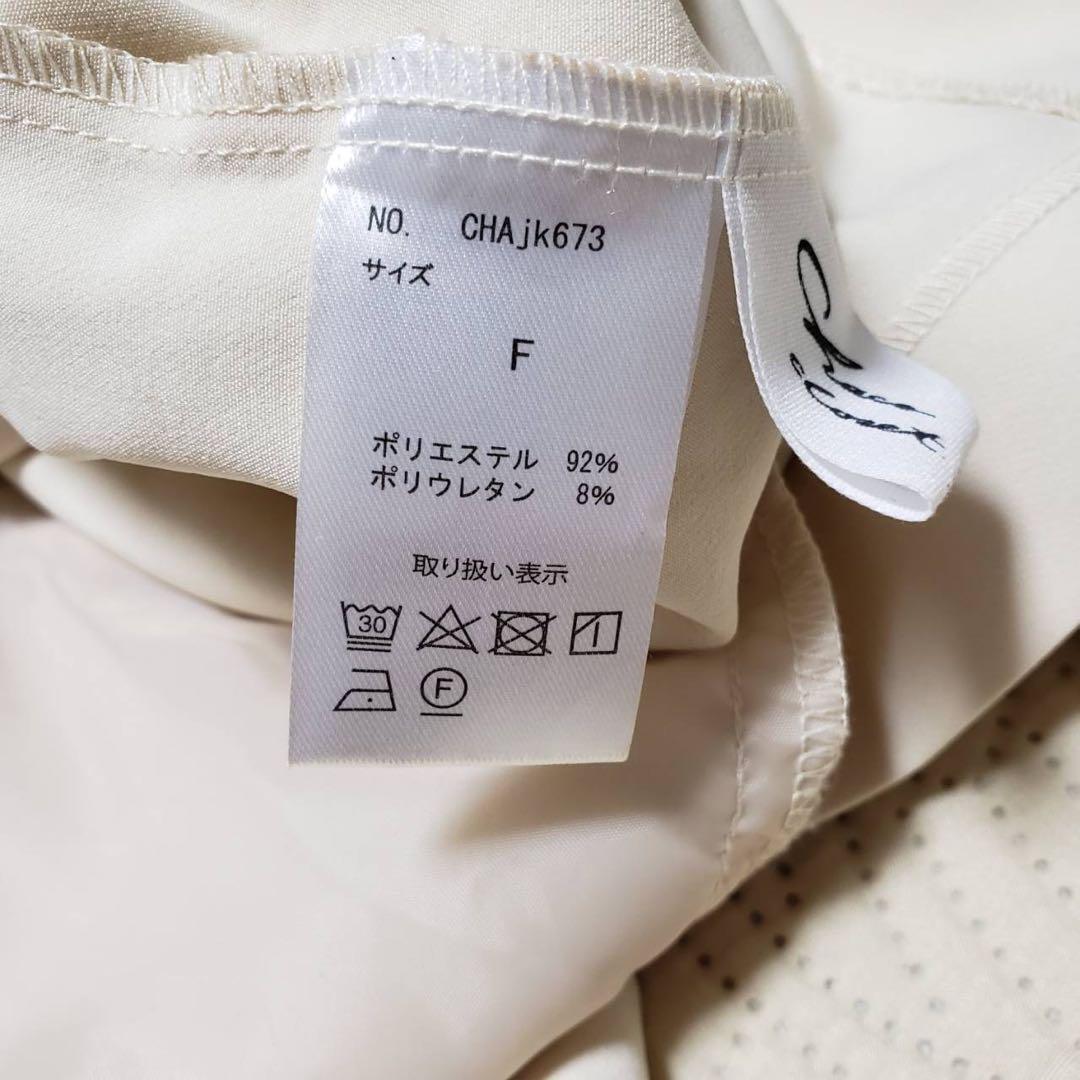 NO. CHAjk673
サイズ
F
ポリエステル 92%
ポリウレタン 8%
取り扱い表示
30
F